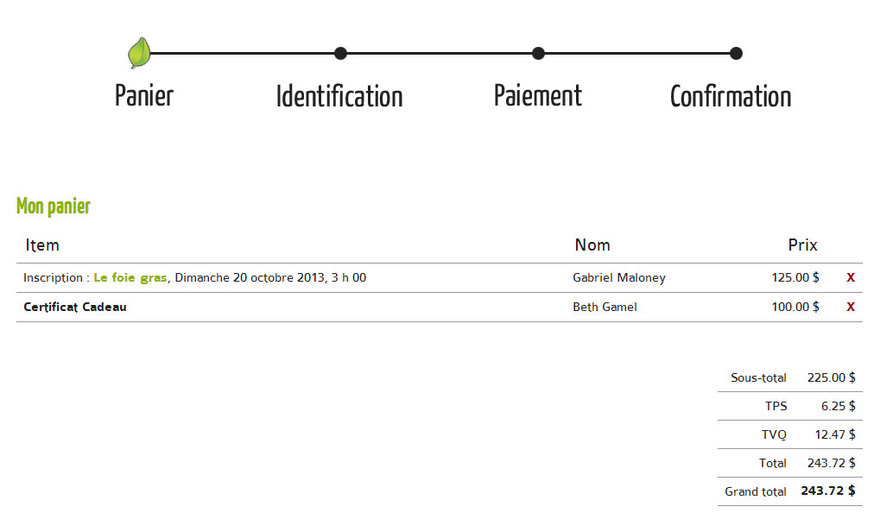 Panier Identification Paiement Confirmation
Mon panier
Item Nom Prix
Inscription : Le foie gras, Dimanche 20 octobre 2013, 3 h 00 Gabriel Maloney 125.00 $ X
Certificat Cadeau Beth Gamel 100.00 $ X
Sous-total 225.00 $
TPS 6.25 $
TVQ 12.47 $
Total 243.72 $
Grand total 243.72 $